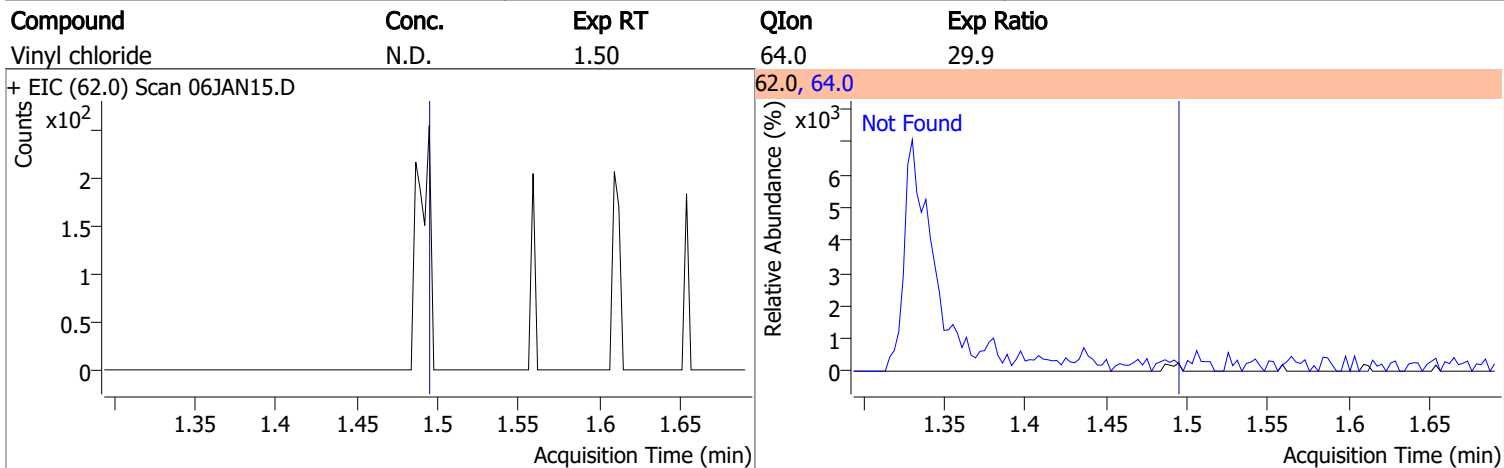 Compound Conc. Exp RT QIon Exp Ratio
Vinyl chloride N.D. 1.50 64.0 29.9
+ EIC (62.0) Scan 06JAN15.D
Counts
x10²
2
1.5
1
0.5
0
1.35 1.4 1.45 1.5 1.55 1.6 1.65
Acquisition Time (min)
62.0, 64.0
Relative Abundance (%)
x10³
Not Found
6
5
4
3
2
1
0
1.35 1.4 1.45 1.5 1.55 1.6 1.65
Acquisition Time (min)